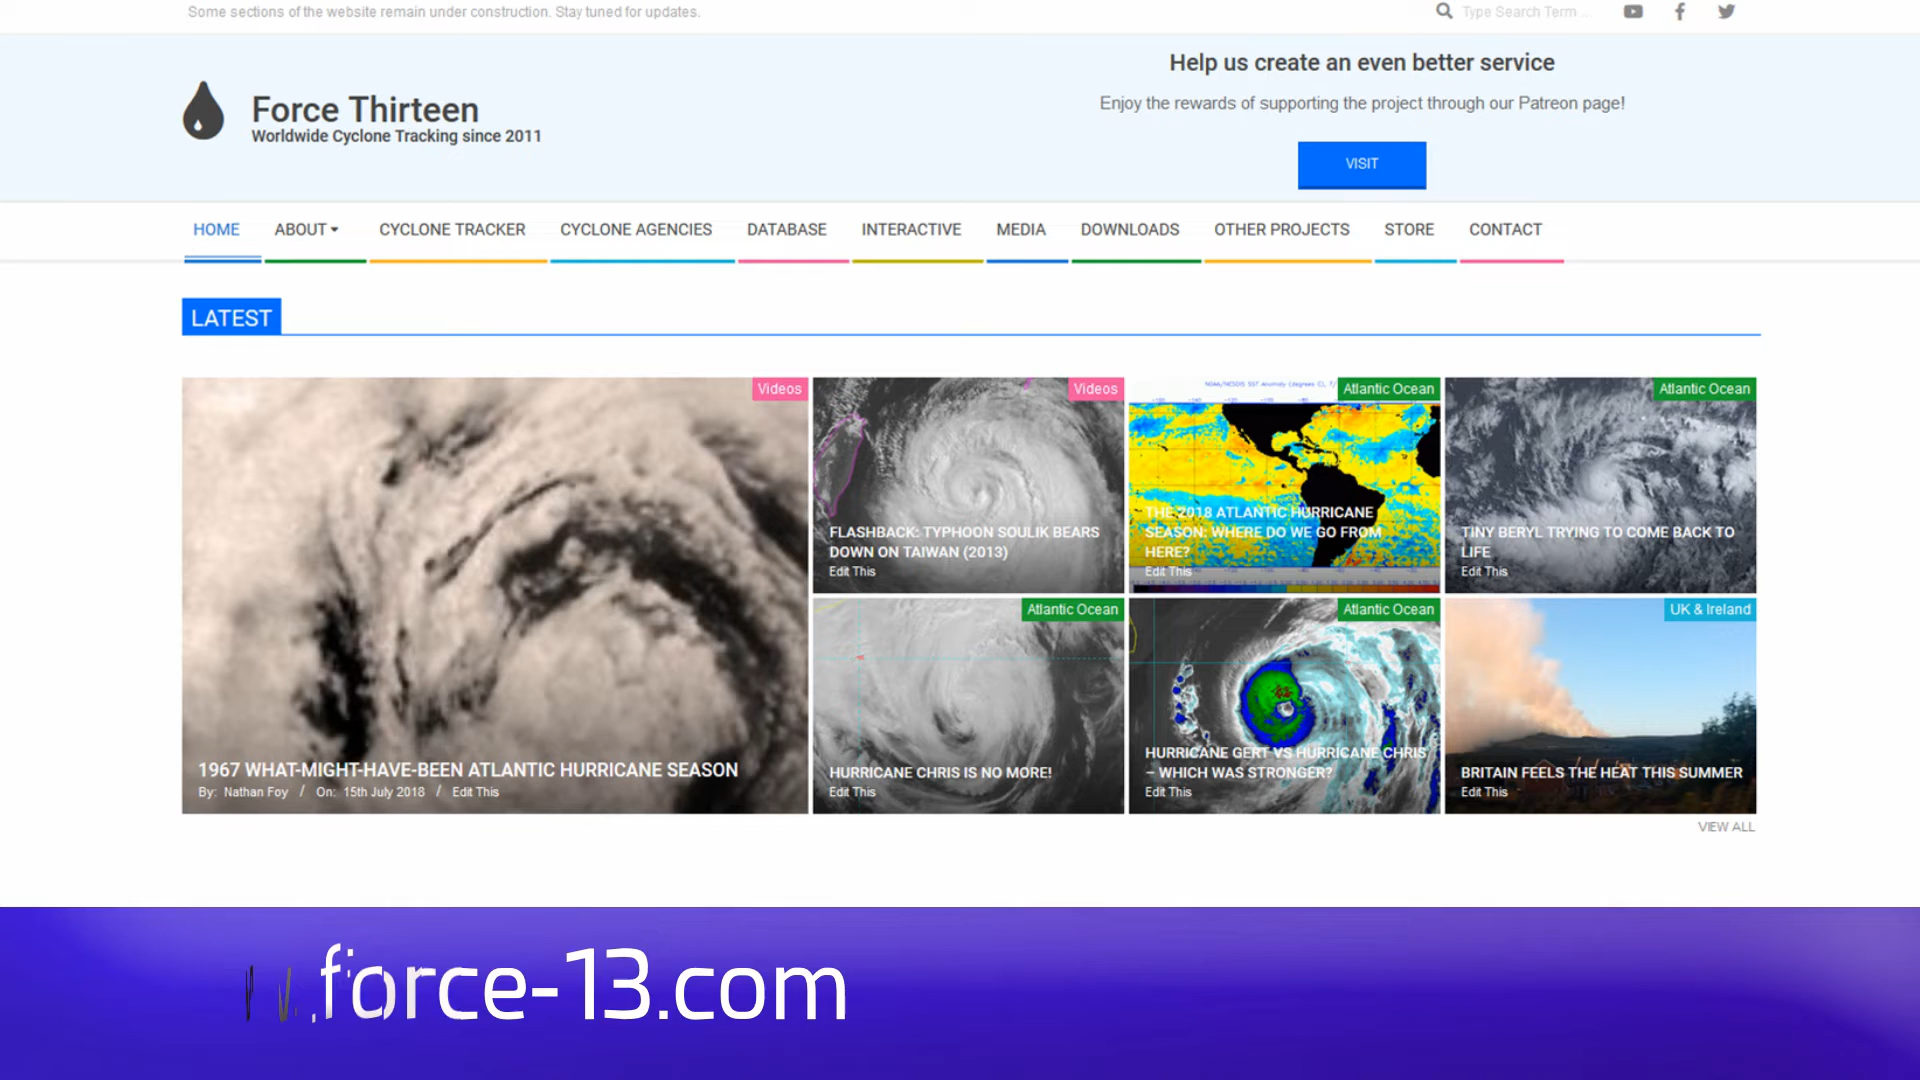 Some sections of the website remain under construction. Stay tuned for updates.
Type Search Term ...
Help us create an even better service
Enjoy the rewards of supporting the project through our Patreon page!
VISIT
Force Thirteen
Worldwide Cyclone Tracking since 2011
HOME ABOUT CYCLONE TRACKER CYCLONE AGENCIES DATABASE INTERACTIVE MEDIA DOWNLOADS OTHER PROJECTS STORE CONTACT
LATEST
Videos
1967 WHAT-MIGHT-HAVE-BEEN ATLANTIC HURRICANE SEASON
By: Nathan Foy / On: 15th July 2018 / Edit This
Videos
FLASHBACK: TYPHOON SOULIK BEARS
DOWN ON TAIWAN (2013)
Edit This
Atlantic Ocean
NOAA/NESDIS SST Anomaly (degrees C),
THE 2018 ATLANTIC HURRICANE
SEASON: WHERE DO WE GO FROM
HERE?
Edit This
Atlantic Ocean
TINY BERYL TRYING TO COME BACK TO
LIFE
Edit This
Atlantic Ocean
HURRICANE CHRIS IS NO MORE!
Edit This
Atlantic Ocean
HURRICANE GERT VS HURRICANE CHRIS
– WHICH WAS STRONGER?
Edit This
UK & Ireland
BRITAIN FEELS THE HEAT THIS SUMMER
Edit This
VIEW ALL
.force-13.com